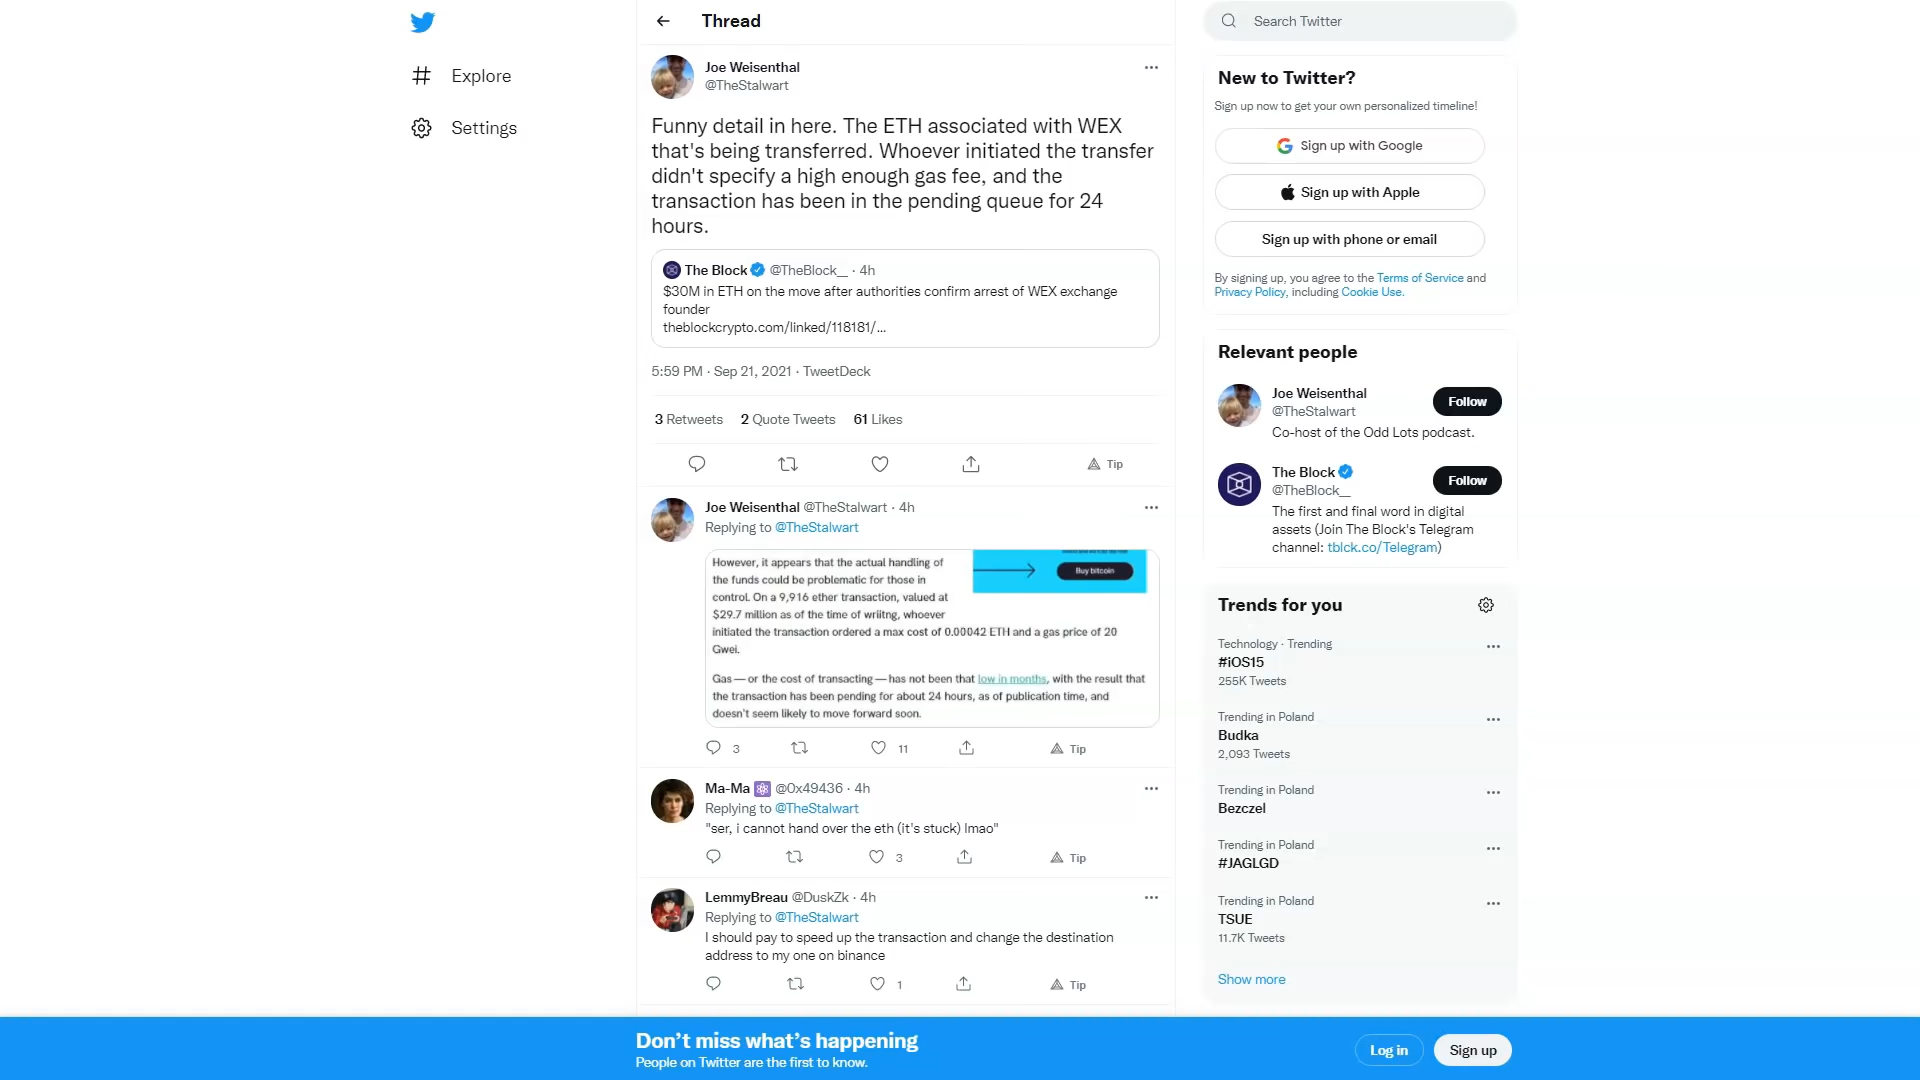 Explore
Settings
Thread
Joe Weisenthal
@TheStalwart
Funny detail in here. The ETH associated with WEX
that's being transferred. Whoever initiated the transfer
didn't specify a high enough gas fee, and the
transaction has been in the pending queue for 24
hours.
The Block @TheBlock__ · 4h
$30M in ETH on the move after authorities confirm arrest of WEX exchange
founder
theblockcrypto.com/linked/118181/...
5:59 PM · Sep 21, 2021 · TweetDeck
3 Retweets 2 Quote Tweets 61 Likes
Tip
Joe Weisenthal @TheStalwart · 4h
Replying to @TheStalwart
However, it appears that the actual handling of
the funds could be problematic for those in
control. On a 9,916 ether transaction, valued at
$29.7 million as of the time of wriitng, whoever
initiated the transaction ordered a max cost of 0.00042 ETH and a gas price of 20
Gwei.
Buy bitcoin
Gas — or the cost of transacting — has not been that low in months, with the result that
the transaction has been pending for about 24 hours, as of publication time, and
doesn't seem likely to move forward soon.
3 11 Tip
Ma-Ma @0x49436 · 4h
Replying to @TheStalwart
"ser, i cannot hand over the eth (it's stuck) lmao"
3 Tip
LemmyBreau @DuskZk · 4h
Replying to @TheStalwart
I should pay to speed up the transaction and change the destination
address to my one on binance
1 Tip
Search Twitter
New to Twitter?
Sign up now to get your own personalized timeline!
Sign up with Google
Sign up with Apple
Sign up with phone or email
By signing up, you agree to the Terms of Service and
Privacy Policy, including Cookie Use.
Relevant people
Joe Weisenthal
@TheStalwart
Follow
Co-host of the Odd Lots podcast.
The Block
@TheBlock__
Follow
The first and final word in digital
assets (Join The Block's Telegram
channel: tblck.co/Telegram)
Trends for you
Technology · Trending
#iOS15
255K Tweets
Trending in Poland
Budka
2,093 Tweets
Trending in Poland
Bezczel
Trending in Poland
#JAGLGD
Trending in Poland
TSUE
11.7K Tweets
Show more
Don't miss what's happening
People on Twitter are the first to know.
Log in
Sign up